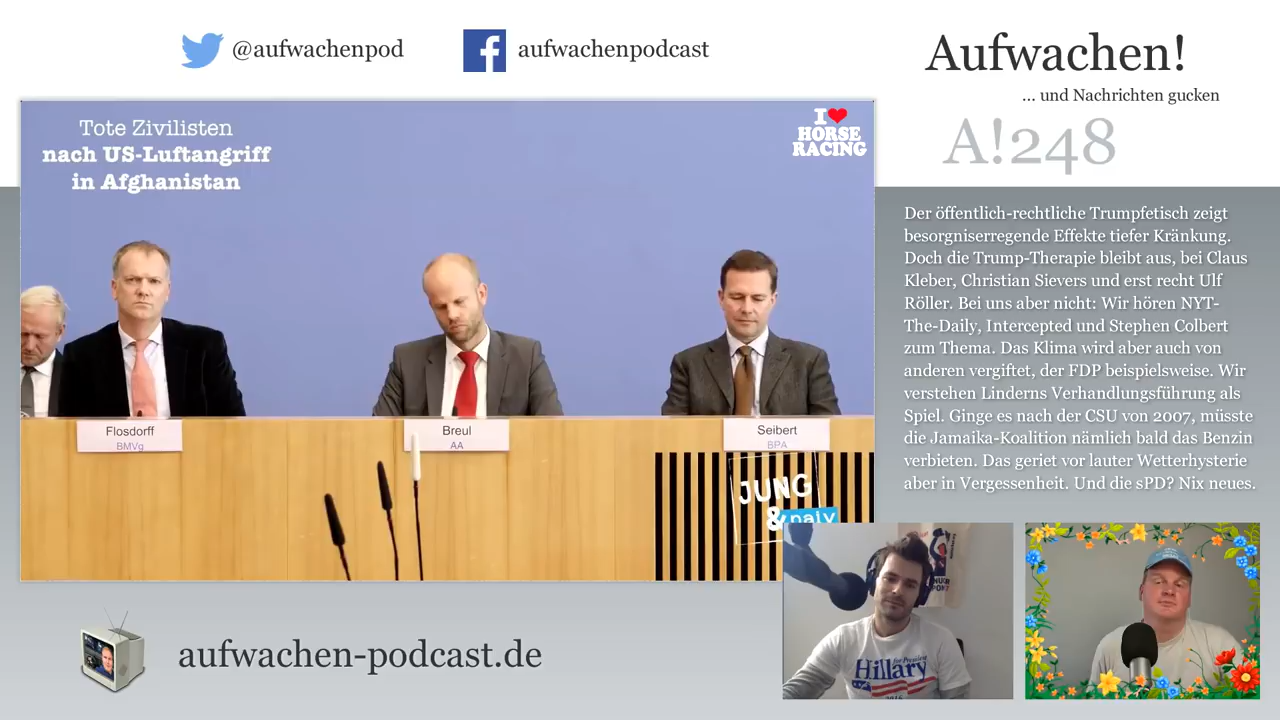 @aufwachenpod
aufwachenpodcast
Aufwachen!
... und Nachrichten gucken
A!248
Tote Zivilisten
nach US-Luftangriff
in Afghanistan
I
HORSE
RACING
Der öffentlich-rechtliche Trumpfetisch zeigt
besorgniserregende Effekte tiefer Kränkung.
Doch die Trump-Therapie bleibt aus, bei Claus
Kleber, Christian Sievers und erst recht Ulf
Röller. Bei uns aber nicht: Wir hören NYT-
The-Daily, Intercepted und Stephen Colbert
zum Thema. Das Klima wird aber auch von
anderen vergiftet, der FDP beispielsweise. Wir
verstehen Linderns Verhandlungsführung als
Spiel. Ginge es nach der CSU von 2007, müsste
die Jamaika-Koalition nämlich bald das Benzin
verbieten. Das geriet vor lauter Wetterhysterie
aber in Vergessenheit. Und die sPD? Nix neues.
Flosdorff
BMVg
Breul
AA
Seibert
BPA
JUNG
& naiv
for President
Hillary
2016
aufwachen-podcast.de